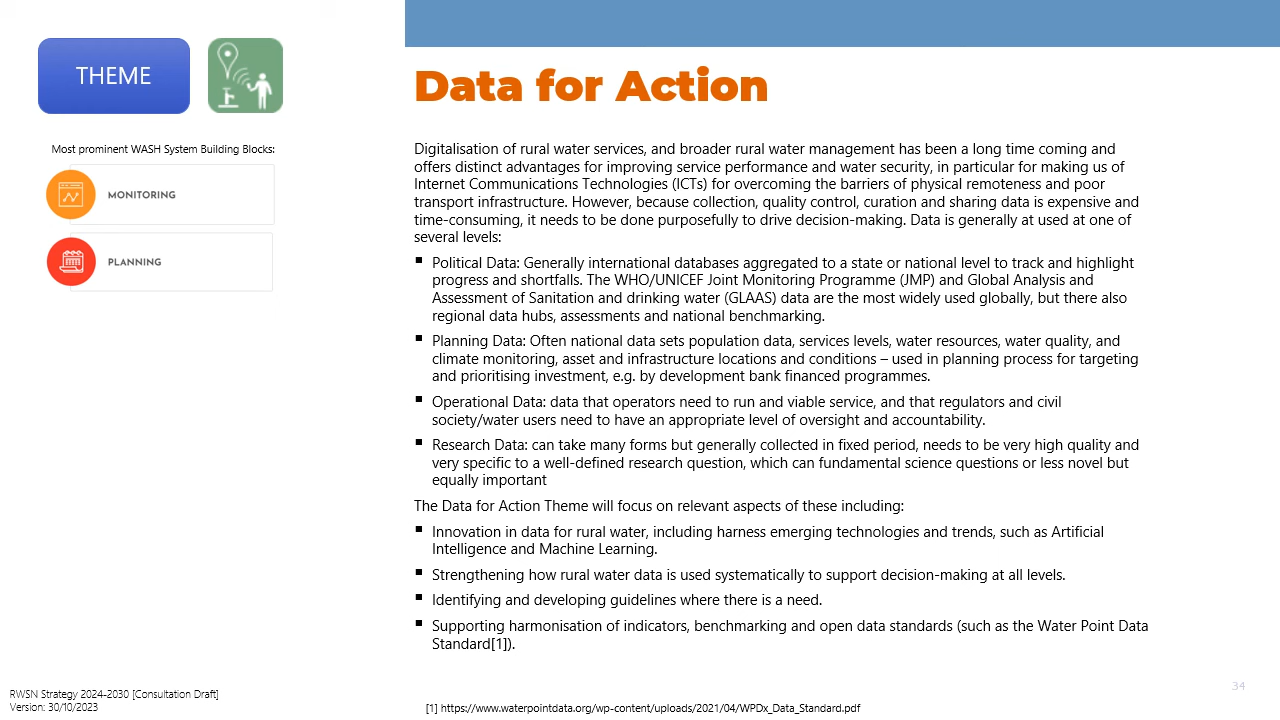 THEME
Most prominent WASH System Building Blocks:
MONITORING
PLANNING
Data for Action
Digitalisation of rural water services, and broader rural water management has been a long time coming and
offers distinct advantages for improving service performance and water security, in particular for making us of
Internet Communications Technologies (ICTs) for overcoming the barriers of physical remoteness and poor
transport infrastructure. However, because collection, quality control, curation and sharing data is expensive and
time-consuming, it needs to be done purposefully to drive decision-making. Data is generally at used at one of
several levels:
▪ Political Data: Generally international databases aggregated to a state or national level to track and highlight
progress and shortfalls. The WHO/UNICEF Joint Monitoring Programme (JMP) and Global Analysis and
Assessment of Sanitation and drinking water (GLAAS) data are the most widely used globally, but there also
regional data hubs, assessments and national benchmarking.
▪ Planning Data: Often national data sets population data, services levels, water resources, water quality, and
climate monitoring, asset and infrastructure locations and conditions – used in planning process for targeting
and prioritising investment, e.g. by development bank financed programmes.
▪ Operational Data: data that operators need to run and viable service, and that regulators and civil
society/water users need to have an appropriate level of oversight and accountability.
▪ Research Data: can take many forms but generally collected in fixed period, needs to be very high quality and
very specific to a well-defined research question, which can fundamental science questions or less novel but
equally important
The Data for Action Theme will focus on relevant aspects of these including:
▪ Innovation in data for rural water, including harness emerging technologies and trends, such as Artificial
Intelligence and Machine Learning.
▪ Strengthening how rural water data is used systematically to support decision-making at all levels.
▪ Identifying and developing guidelines where there is a need.
▪ Supporting harmonisation of indicators, benchmarking and open data standards (such as the Water Point Data
Standard[1]).
34
RWSN Strategy 2024-2030 [Consultation Draft]
Version: 30/10/2023
[1] https://www.waterpointdata.org/wp-content/uploads/2021/04/WPDx_Data_Standard.pdf